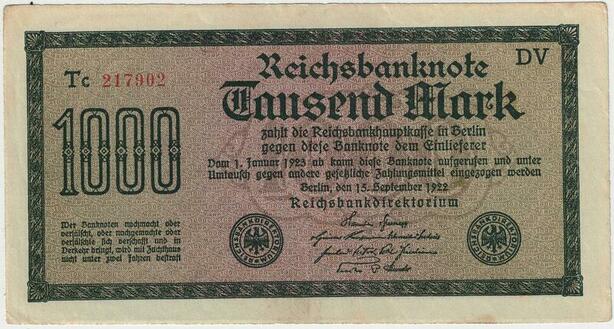 DV
Tc 217902
Reichsbanknote
Tausend Mark
1000
zahlt die Reichsbankhauptkasse in Berlin
gegen diese Banknote dem Einlieferer
Vom 1. Januar 1923 ab kann diese Banknote aufgerufen und unter
Umtausch gegen andere gesetzliche Zahlungsmittel eingezogen werden
Berlin, den 15. September 1922
Reichsbankdirektorium
Wer Banknoten nachmacht oder
verfälscht, oder nachgemachte oder
verfälschte sich verschafft und in
Verkehr bringt, wird mit Zuchthaus
nicht unter zwei Jahren bestraft
REICHSBANKDIREKTORIUM
REICHSBANKDIREKTORIUM